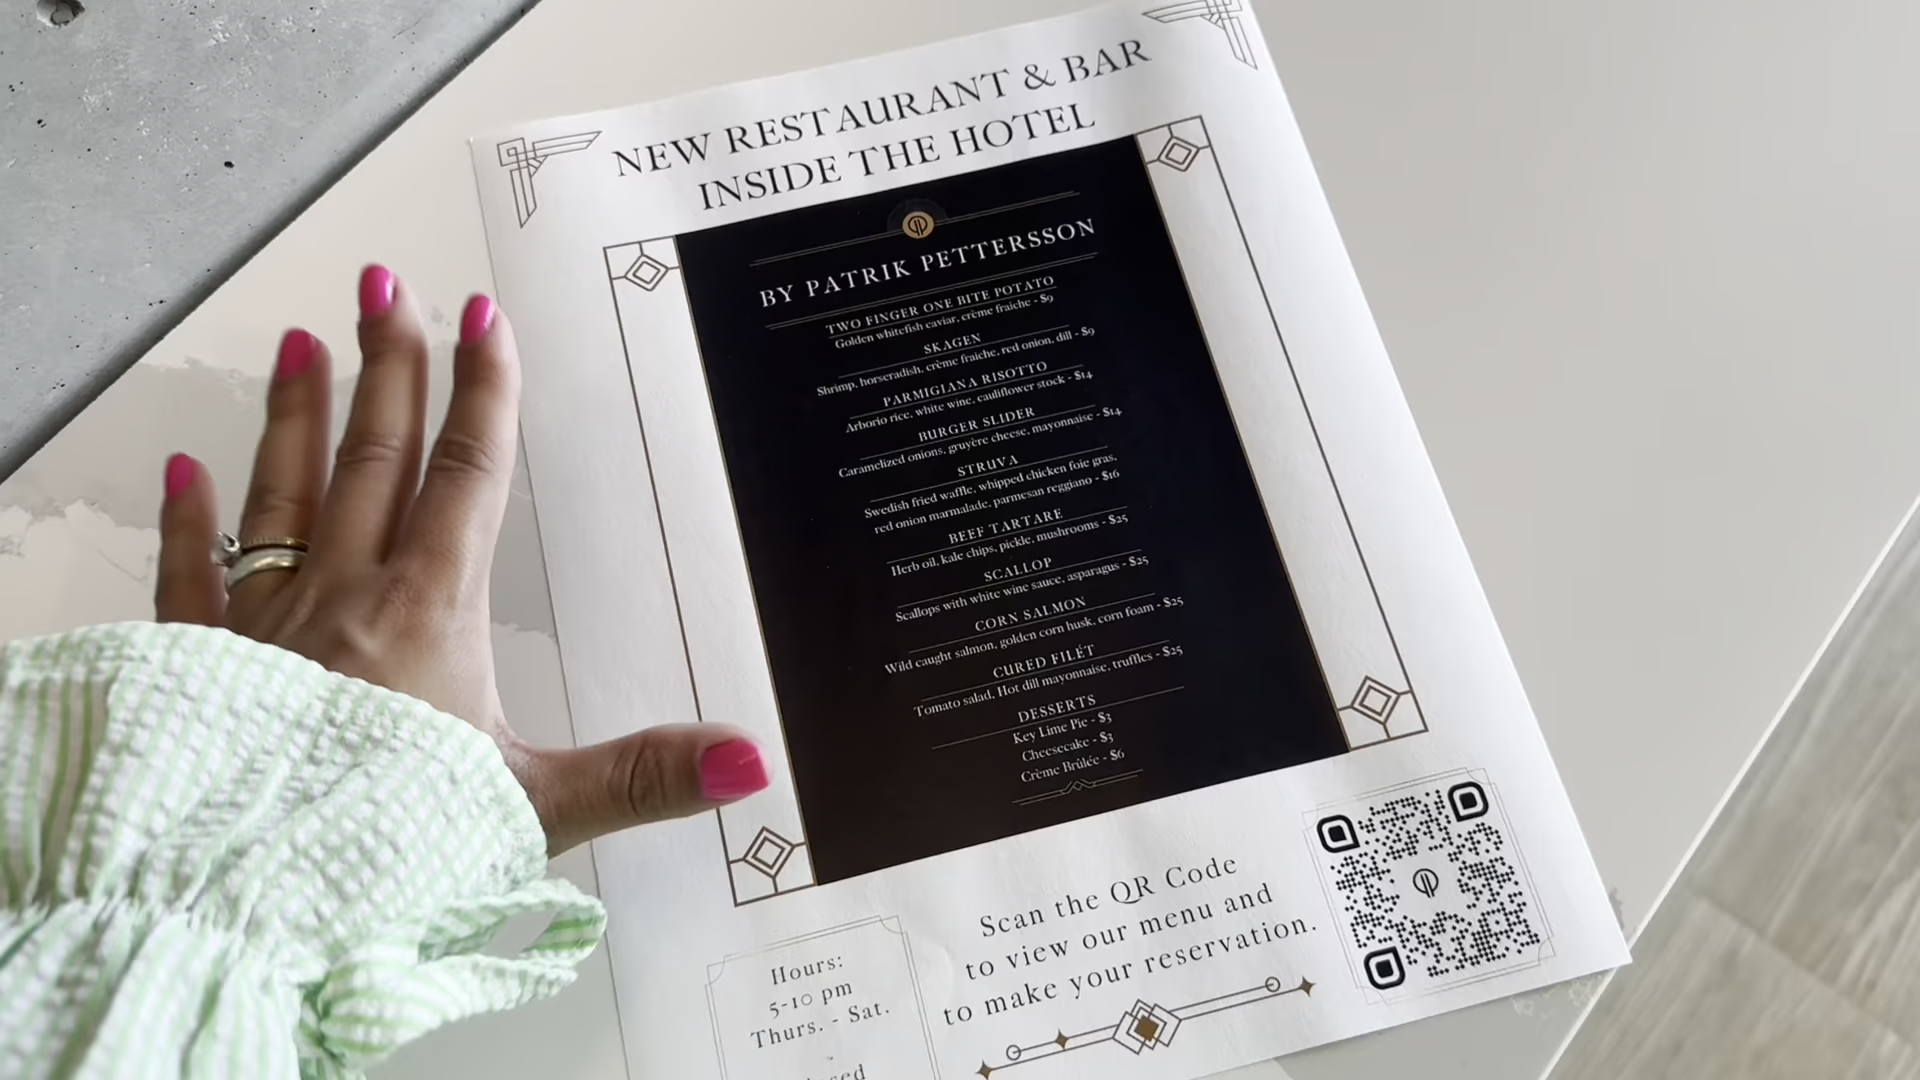 NEW RESTAURANT & BAR
INSIDE THE HOTEL
BY PATRIK PETTERSSON
TWO FINGER ONE BITE POTATO
Golden whitefish caviar, crème fraiche - $9
SKAGEN
Shrimp, horseradish, crème fraiche, red onion, dill - $9
PARMIGIANA RISOTTO
Arborio rice, white wine, cauliflower stock - $14
BURGER SLIDER
Caramelized onions, gruyère cheese, mayonnaise - $14
STRUVA
Swedish fried waffle, whipped chicken foie gras,
red onion marmalade, parmesan reggiano - $16
BEEF TARTARE
Herb oil, kale chips, pickle, mushrooms - $25
SCALLOP
Scallops with white wine sauce, asparagus - $25
CORN SALMON
Wild caught salmon, golden corn husk, corn foam - $25
CURED FILÉT
Tomato salad, Hot dill mayonnaise, truffles - $25
DESSERTS
Key Lime Pie - $3
Cheesecake - $3
Crème Brûlée - $6
Scan the QR Code
to view our menu and
to make your reservation.
Hours:
5-10 pm
Thurs. - Sat.